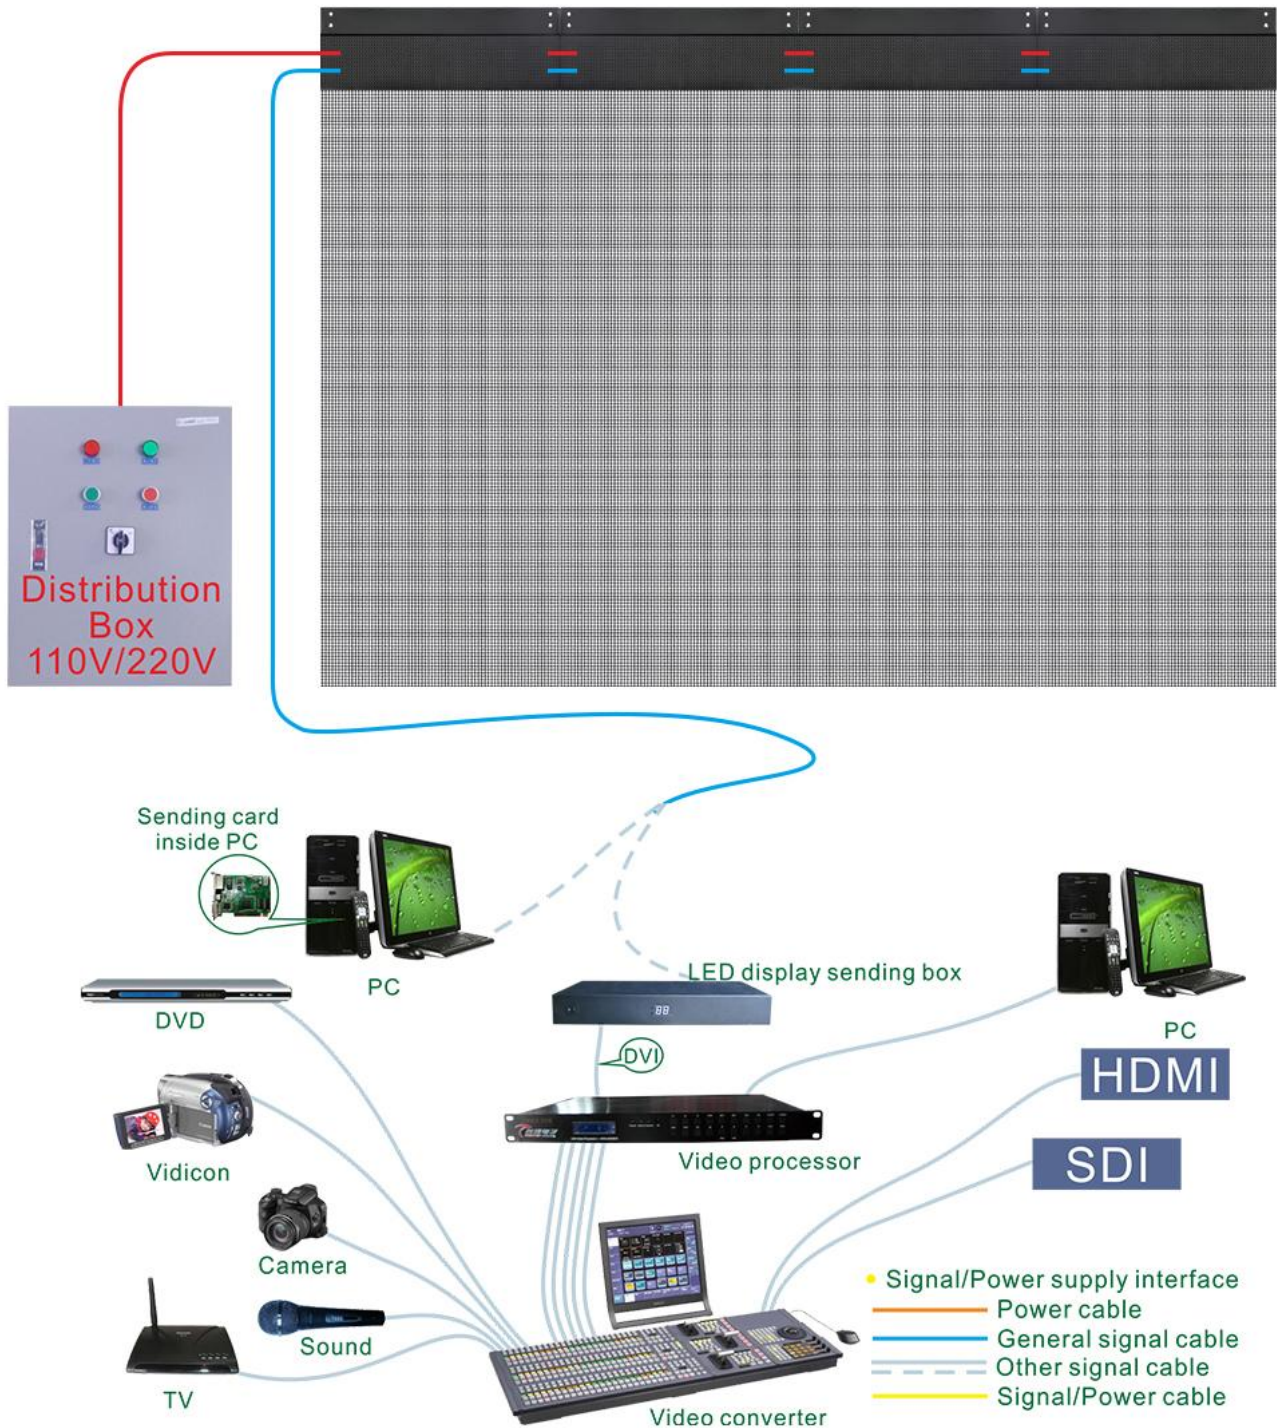 Distribution
Box
110V/220V
Sending card
inside PC
PC
LED display sending box
DVD
DVI
PC
HDMI
Vidicon
Video processor
SDI
Camera
Sound
TV
Video converter
Signal/Power supply interface
Power cable
General signal cable
Other signal cable
Signal/Power cable